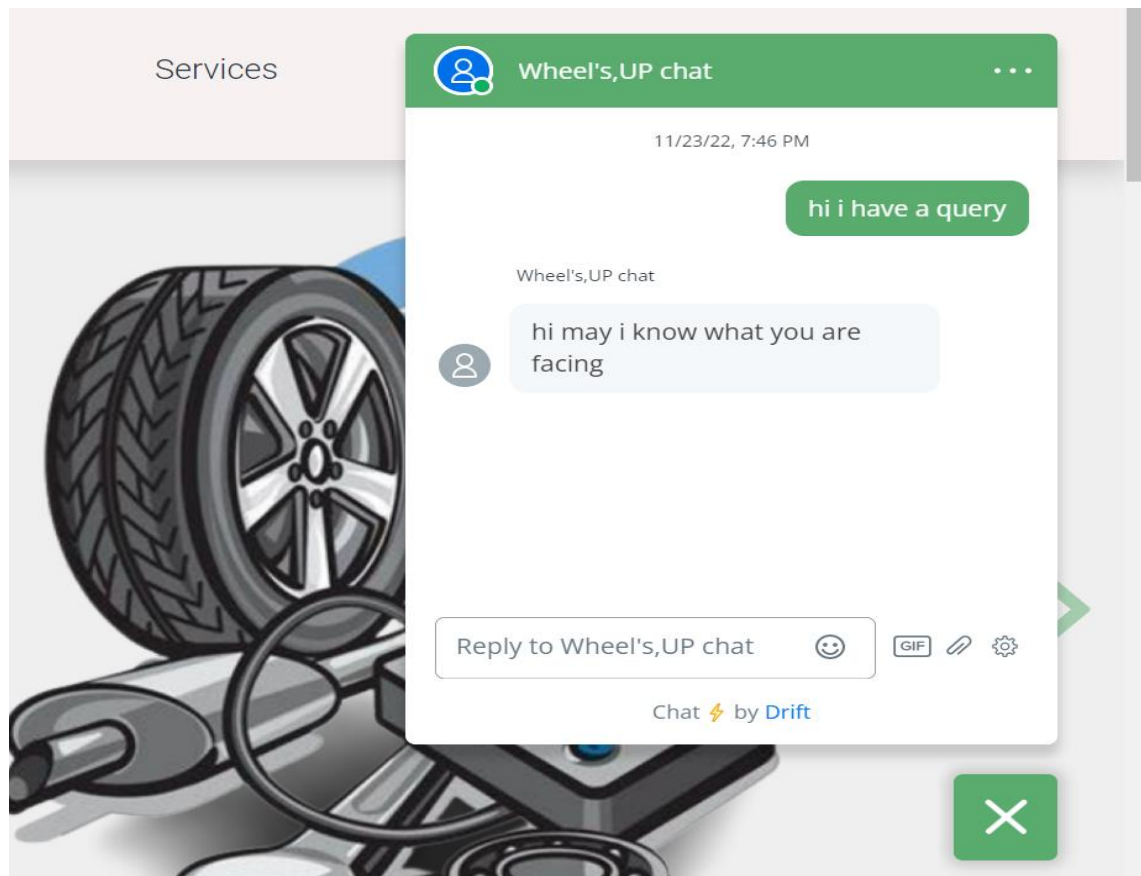 Services
Wheel's,UP chat
11/23/22, 7:46 PM
hi i have a query
Wheel's,UP chat
hi may i know what you are
facing
Reply to Wheel's,UP chat
GIF
Chat ⚡ by Drift